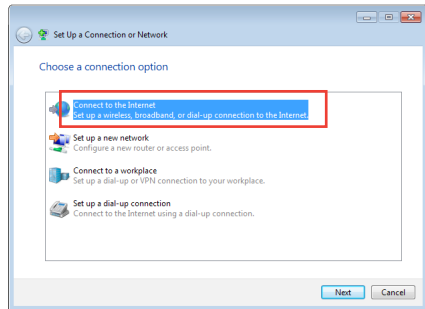 Set Up a Connection or Network
Choose a connection option
Connect to the Internet
Set up a wireless, broadband, or dial-up connection to the Internet.
Set up a new network
Configure a new router or access point.
Connect to a workplace
Set up a dial-up or VPN connection to your workplace.
Set up a dial-up connection
Connect to the Internet using a dial-up connection.
Next Cancel